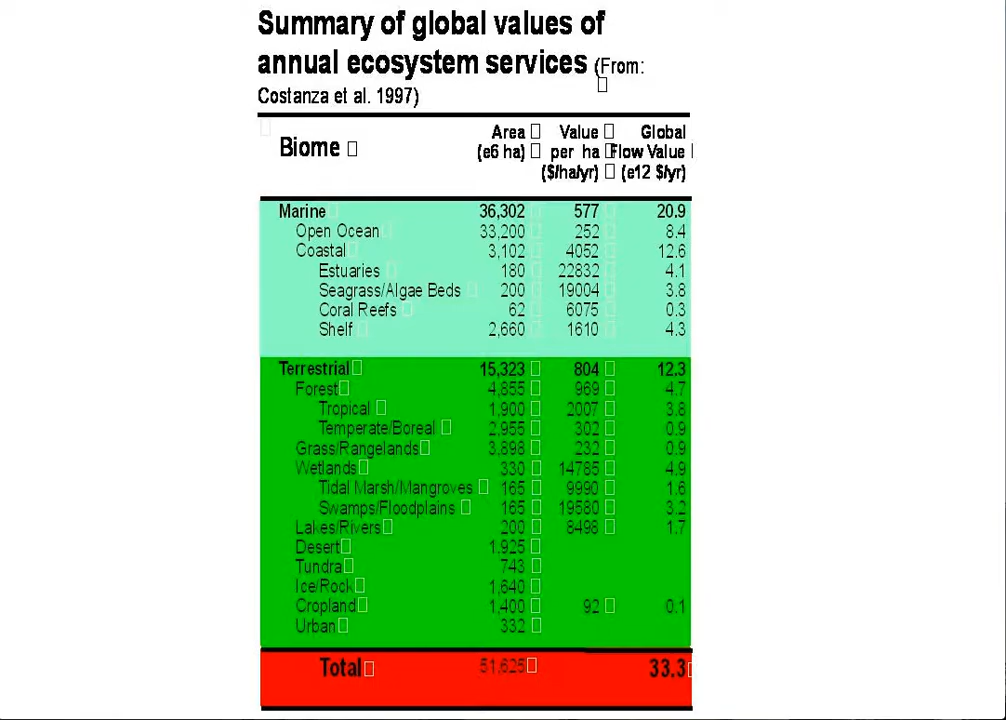 Summary of global values of
annual ecosystem services (From:
Costanza et al. 1997)
Biome Area (e6 ha) Value per ha ($/ha/yr) Global Flow Value (e12 $/yr)
Marine 36,302 577 20.9
Open Ocean 33,200 252 8.4
Coastal 3,102 4052 12.6
Estuaries 180 22832 4.1
Seagrass/Algae Beds 200 19004 3.8
Coral Reefs 62 6075 0.3
Shelf 2,660 1610 4.3
Terrestrial 15,323 804 12.3
Forest 4,855 969 4.7
Tropical 1,900 2007 3.8
Temperate/Boreal 2,955 302 0.9
Grass/Rangelands 3,898 232 0.9
Wetlands 330 14785 4.9
Tidal Marsh/Mangroves 165 9990 1.6
Swamps/Floodplains 165 19580 3.2
Lakes/Rivers 200 8498 1.7
Desert 1,925
Tundra 743
Ice/Rock 1,640
Cropland 1,400 92 0.1
Urban 332
Total 51,625 33.3